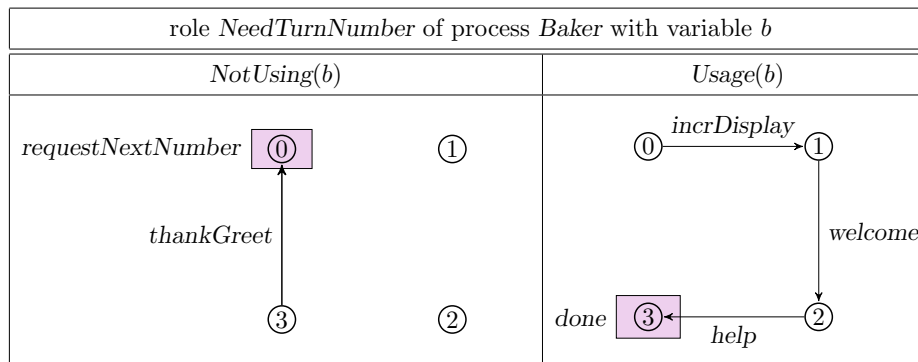 role NeedTurnNumber of process Baker with variable b
NotUsing(b) Usage(b)
requestNextNumber 0 1 0 incrDisplay 1
thankGreet welcome
3 2 done 3 help 2